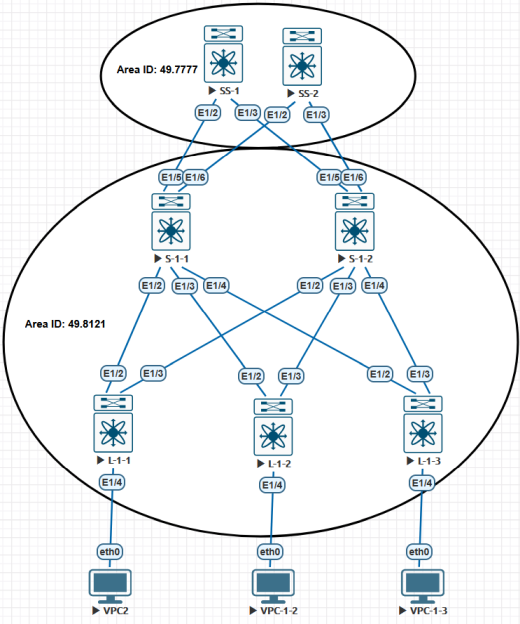 Area ID: 49.7777
SS-1
SS-2
E1/2
E1/3
E1/2
E1/3
E1/5
E1/6
E1/5
E1/6
S-1-1
S-1-2
E1/2
E1/3
E1/4
E1/2
E1/3
E1/4
Area ID: 49.8121
E1/2
E1/3
E1/2
E1/3
E1/2
E1/3
L-1-1
L-1-2
L-1-3
E1/4
E1/4
E1/4
eth0
eth0
eth0
VPC2
VPC-1-2
VPC-1-3